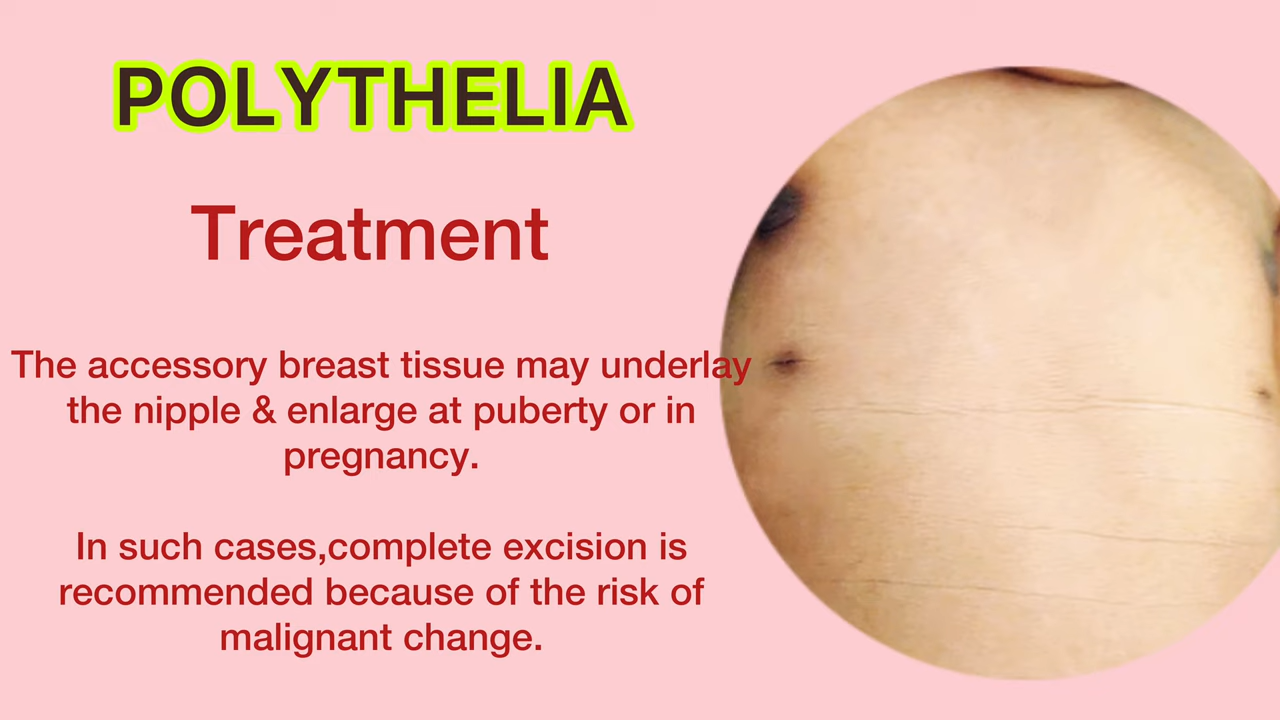 POLYTHELIA
Treatment
The accessory breast tissue may underlay
the nipple & enlarge at puberty or in
pregnancy.
In such cases,complete excision is
recommended because of the risk of
malignant change.